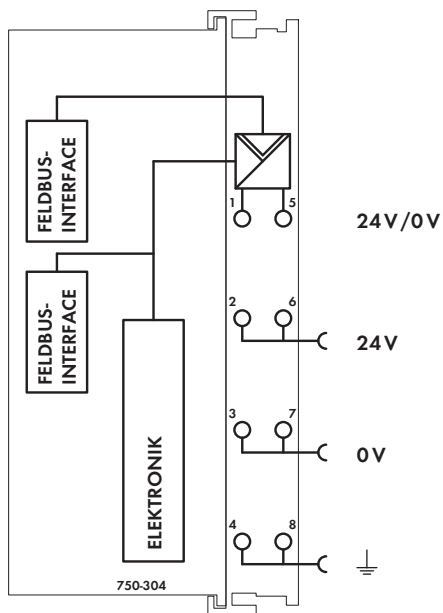 FELDBUS-
INTERFACE
1
5
24V/0V
FELDBUS-
INTERFACE
2
6
24V
ELEKTRONIK
3
7
0V
4
8
750-304